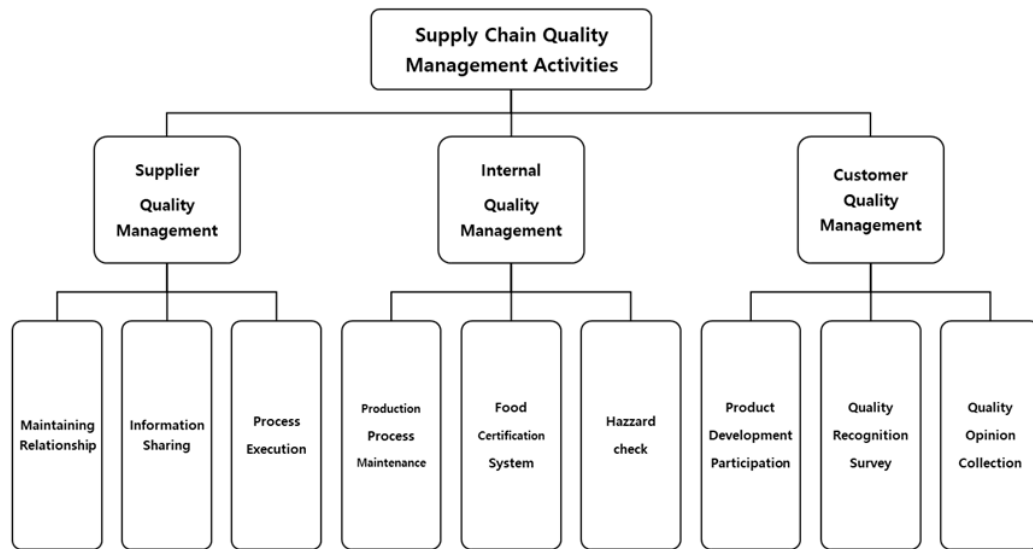 Supply Chain Quality
Management Activities
Supplier
Quality
Management
Internal
Quality
Management
Customer
Quality
Management
Maintaining
Relationship
Information
Sharing
Process
Execution
Production
Process
Maintenance
Food
Certification
System
Hazzard
check
Product
Development
Participation
Quality
Recognition
Survey
Quality
Opinion
Collection